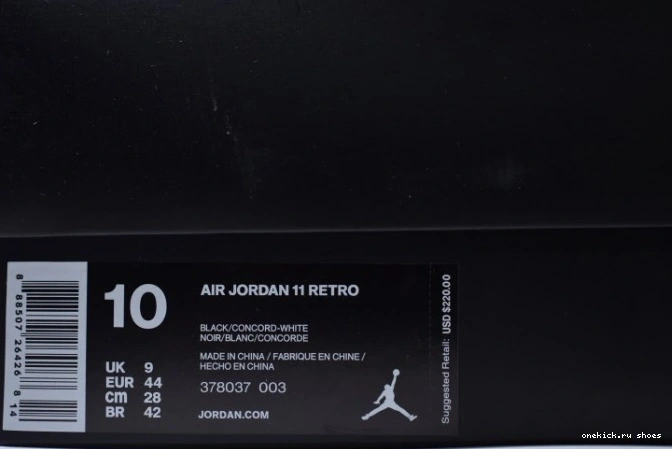 8 88507 26426 8 14
10
UK 9
EUR 44
CM 28
BR 42
AIR JORDAN 11 RETRO
BLACK/CONCORD-WHITE
NOIR/BLANC/CONCORDE
MADE IN CHINA / FABRIQUE EN CHINE /
HECHO EN CHINA
378037 003
JORDAN.COM
Suggested Retail: USD $220.00
onekick.ru shoes